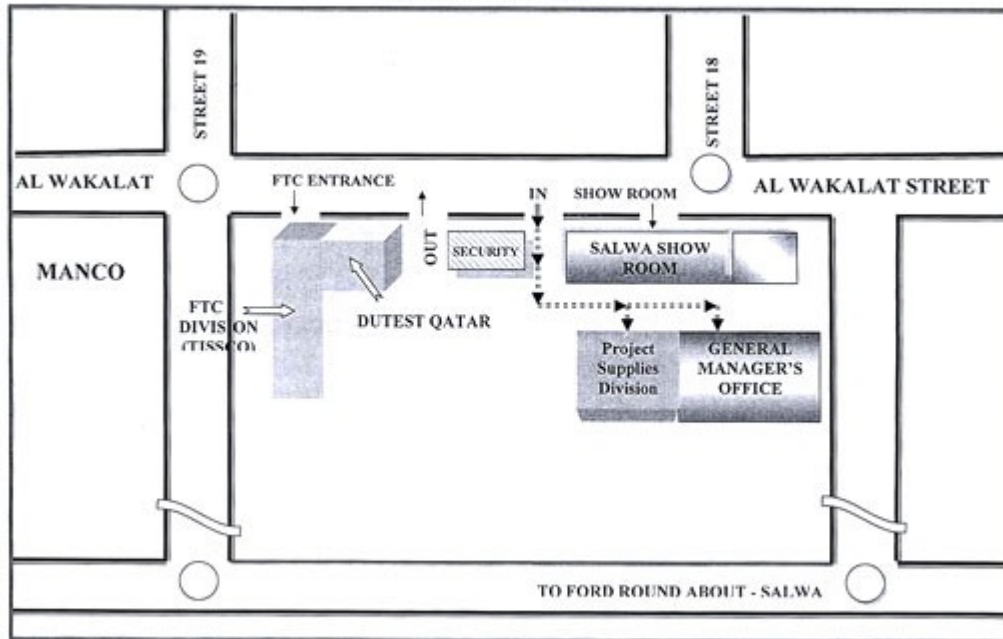 STREET 19
STREET 18
AL WAKALAT
FTC ENTRANCE
IN
SHOW ROOM
AL WAKALAT STREET
OUT
SECURITY
SALWA SHOW
ROOM
MANCO
FTC
DIVISION
(TISSCO)
DUTEST QATAR
Project
Supplies
Division
GENERAL
MANAGER'S
OFFICE
TO FORD ROUND ABOUT - SALWA